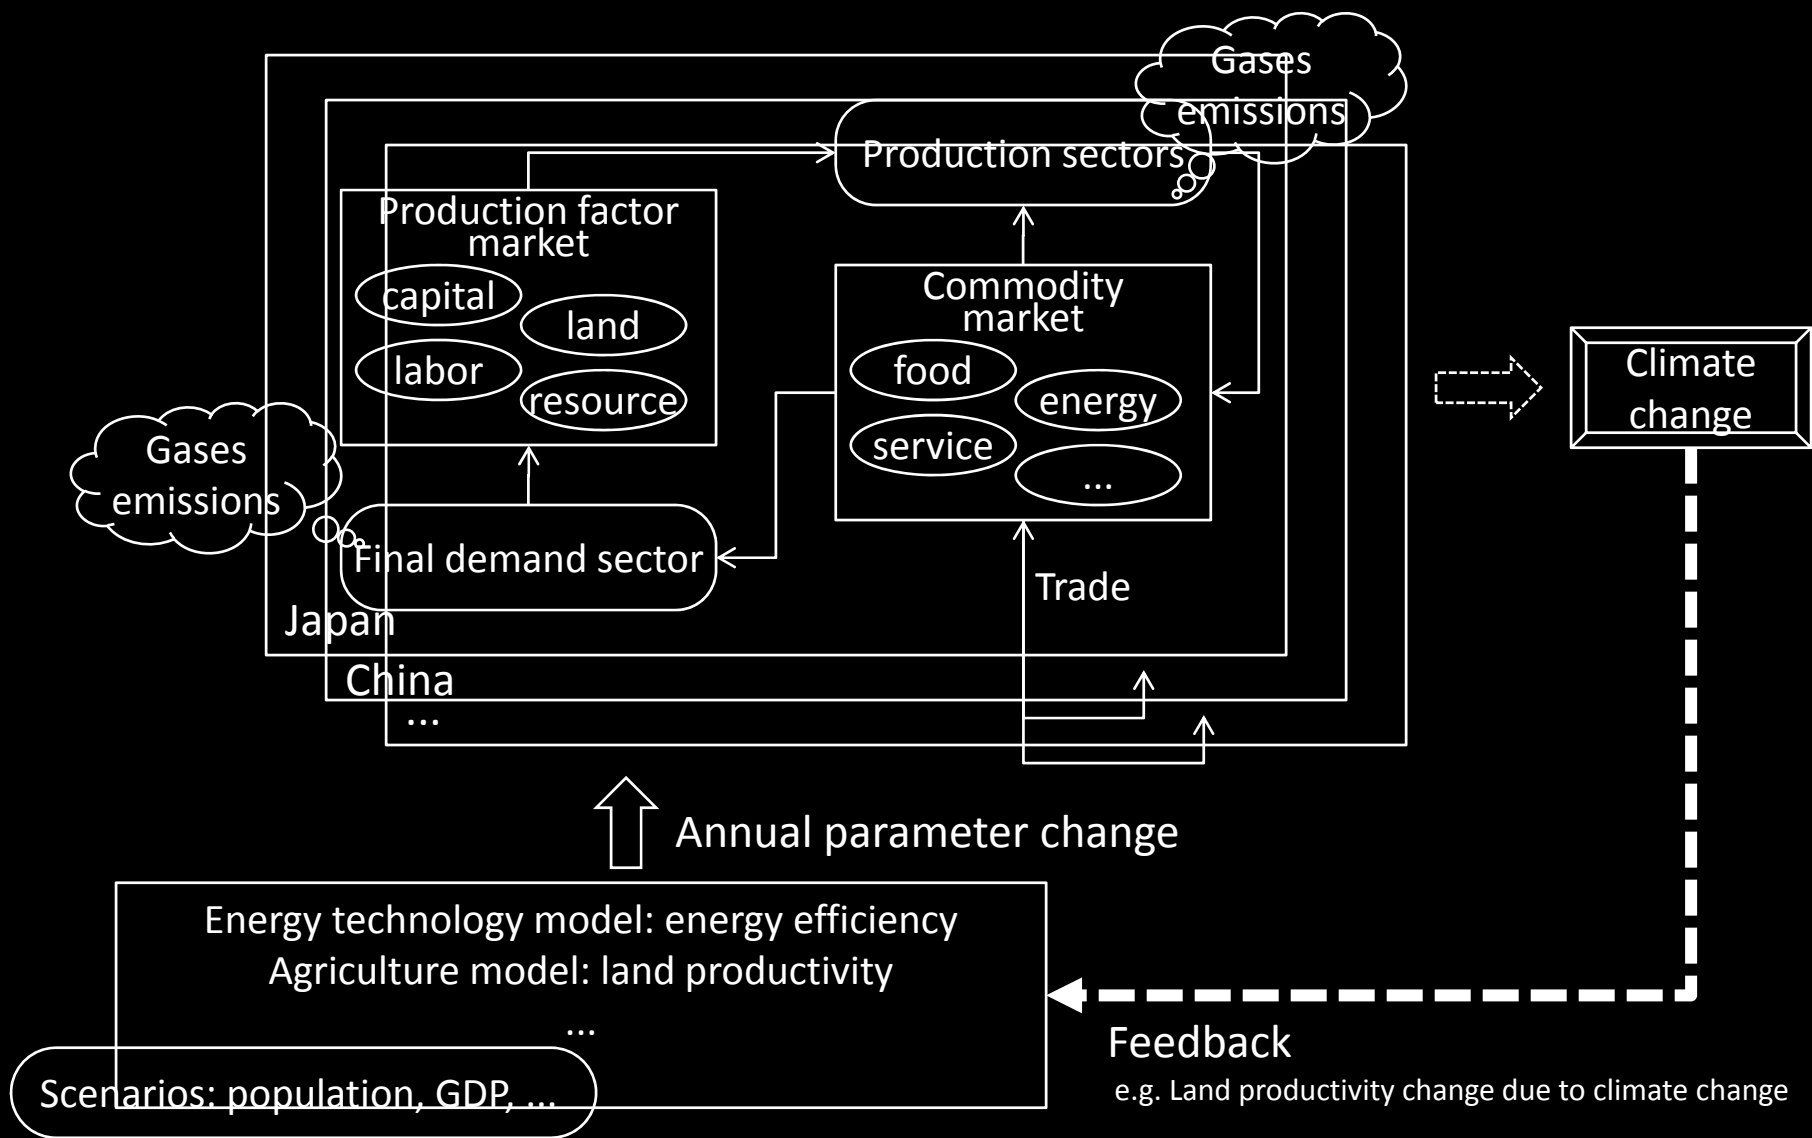 Gases
emissions
Production sectors
Production factor
market
capital
land
labor
resource
Commodity
market
food
energy
service
...
Climate
change
Gases
emissions
Final demand sector
Trade
Japan
China
...
Annual parameter change
Energy technology model: energy efficiency
Agriculture model: land productivity
...
Scenarios: population, GDP, ...
Feedback
e.g. Land productivity change due to climate change